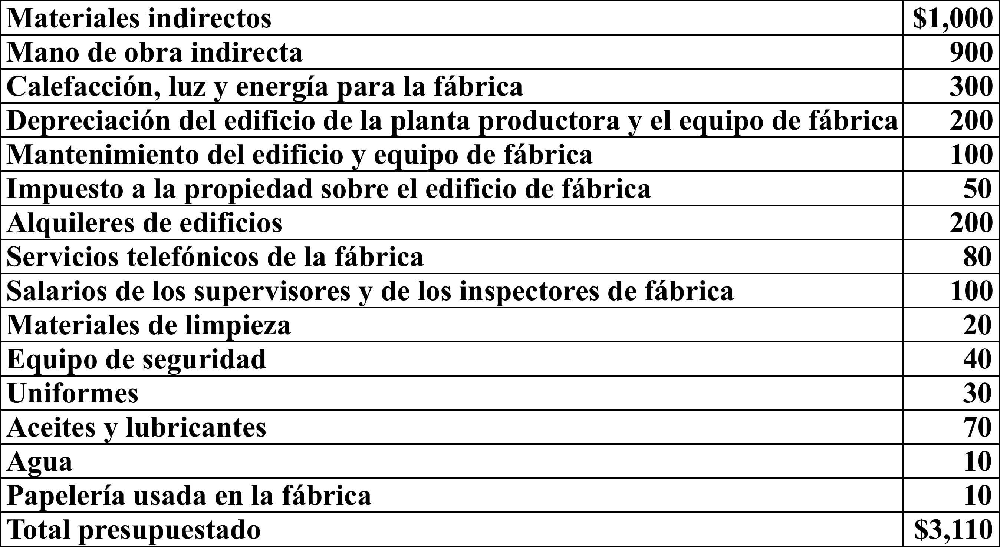 Materiales indirectos $1,000
Mano de obra indirecta 900
Calefacción, luz y energía para la fábrica 300
Depreciación del edificio de la planta productora y el equipo de fábrica 200
Mantenimiento del edificio y equipo de fábrica 100
Impuesto a la propiedad sobre el edificio de fábrica 50
Alquileres de edificios 200
Servicios telefónicos de la fábrica 80
Salarios de los supervisores y de los inspectores de fábrica 100
Materiales de limpieza 20
Equipo de seguridad 40
Uniformes 30
Aceites y lubricantes 70
Agua 10
Papelería usada en la fábrica 10
Total presupuestado $3,110